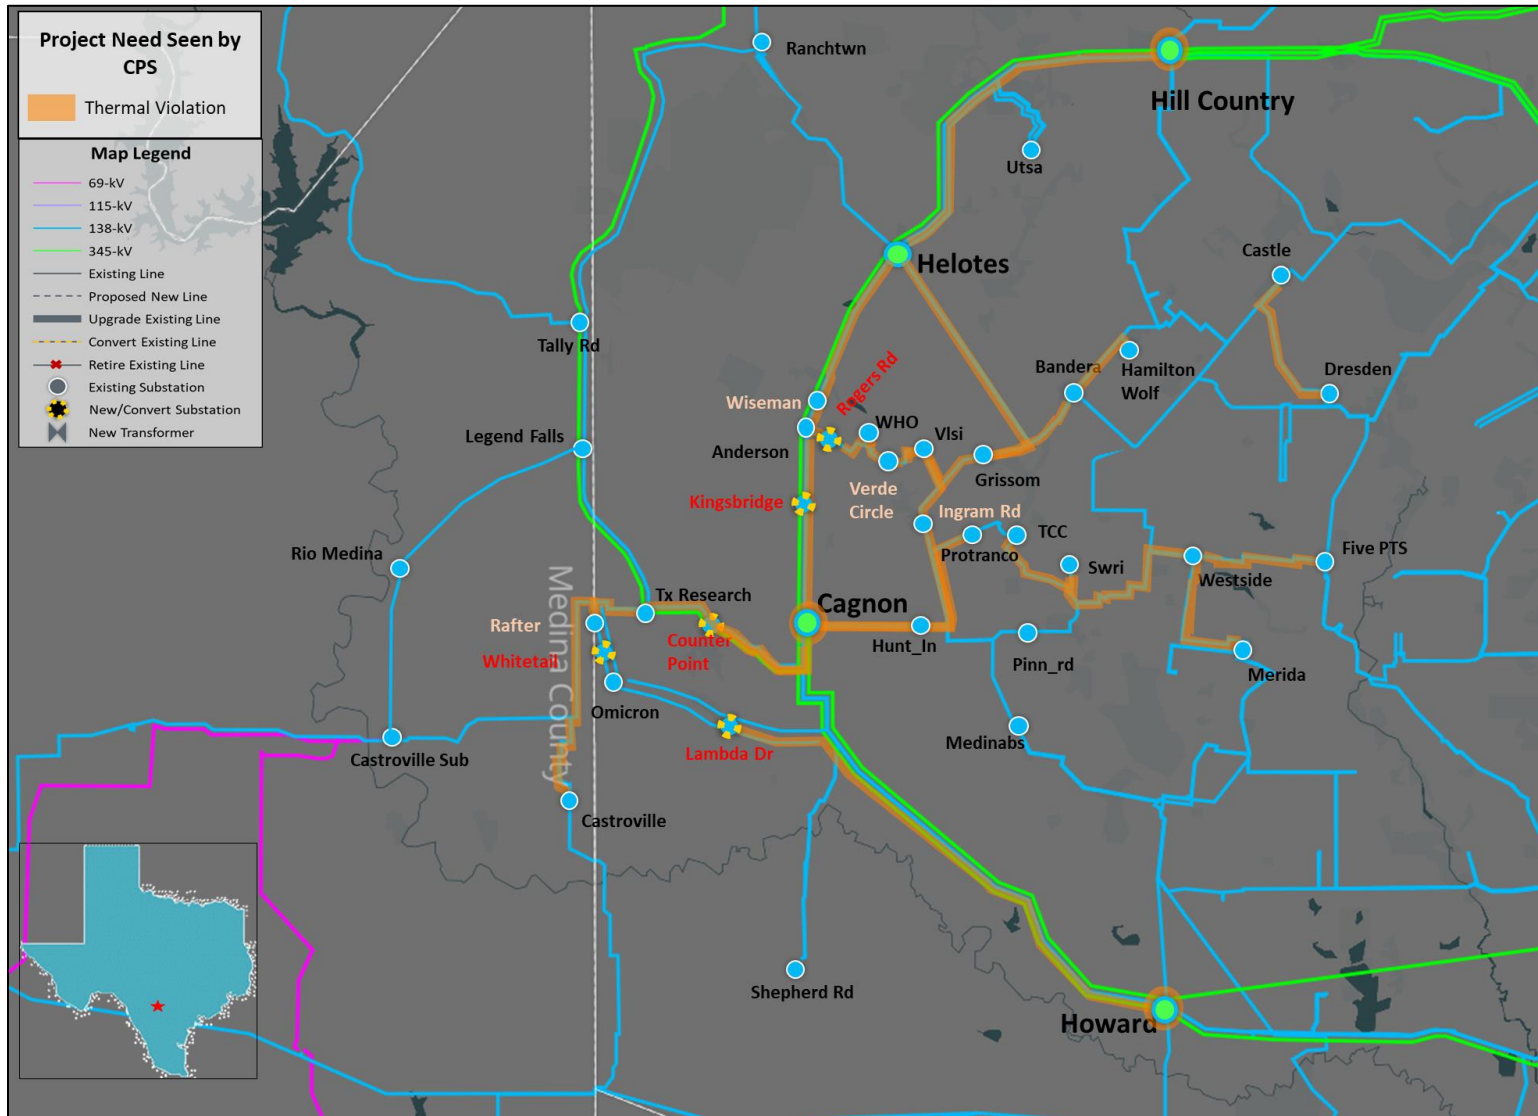 Project Need Seen by
CPS
Thermal Violation
Map Legend
69-kV
115-kV
138-kV
345-kV
Existing Line
Proposed New Line
Upgrade Existing Line
Convert Existing Line
Retire Existing Line
Existing Substation
New/Convert Substation
New Transformer
Ranchtwn
Hill Country
Utsa
Helotes
Castle
Tally Rd
Bandera
Hamilton
Wolf
Dresden
Rogers Rd
Wiseman
WHO
Vlsi
Legend Falls
Anderson
Grissom
Verde
Circle
Kingsbridge
Ingram Rd
TCC
Protranco
Rio Medina
Swri
Westside
Five PTS
Medina County
Tx Research
Cagnon
Rafter
Counter
Point
Hunt_ln
Whitetail
Pinn_rd
Merida
Omicron
Medinabs
Lambda Dr
Castroville Sub
Castroville
Shepherd Rd
Howard